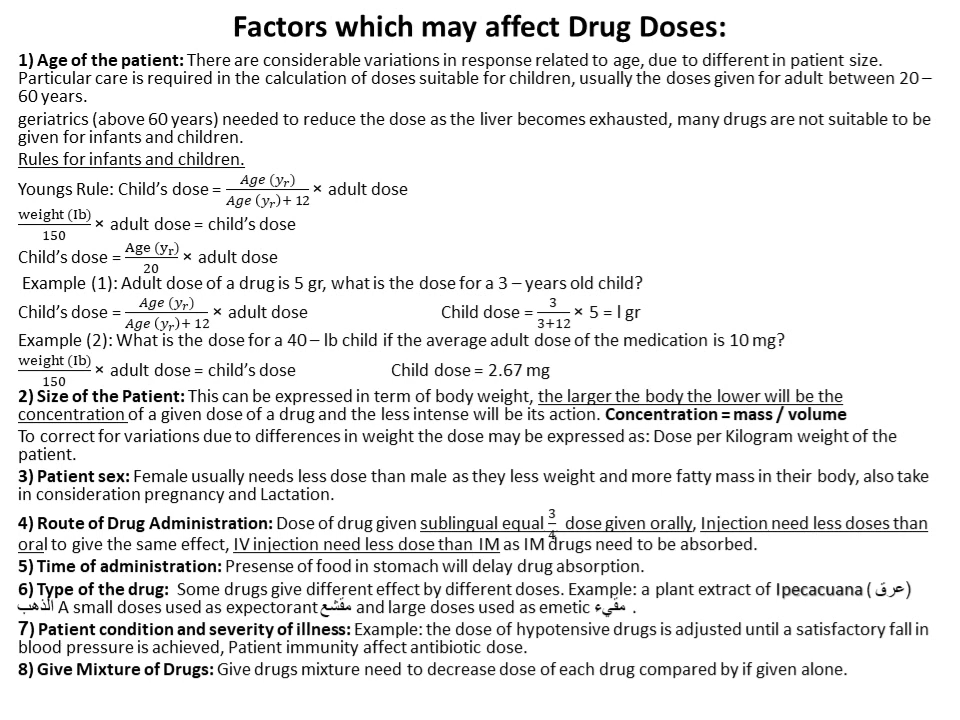 Factors which may affect Drug Doses:
1) Age of the patient: There are considerable variations in response related to age, due to different in patient size.
Particular care is required in the calculation of doses suitable for children, usually the doses given for adult between 20 –
60 years.
geriatrics (above 60 years) needed to reduce the dose as the liver becomes exhausted, many drugs are not suitable to be
given for infants and children.
Rules for infants and children.
Youngs Rule: Child’s dose = Age (yr) / Age (yr)+ 12 × adult dose
weight (Ib) / 150 × adult dose = child’s dose
Child’s dose = Age (yr) / 20 × adult dose
Example (1): Adult dose of a drug is 5 gr, what is the dose for a 3 – years old child?
Child’s dose = Age (yr) / Age (yr)+ 12 × adult dose Child dose = 3 / 3+12 × 5 = l gr
Example (2): What is the dose for a 40 – lb child if the average adult dose of the medication is 10 mg?
weight (Ib) / 150 × adult dose = child’s dose Child dose = 2.67 mg
2) Size of the Patient: This can be expressed in term of body weight, the larger the body the lower will be the
concentration of a given dose of a drug and the less intense will be its action. Concentration = mass / volume
To correct for variations due to differences in weight the dose may be expressed as: Dose per Kilogram weight of the
patient.
3) Patient sex: Female usually needs less dose than male as they less weight and more fatty mass in their body, also take
in consideration pregnancy and Lactation.
4) Route of Drug Administration: Dose of drug given sublingual equal 3 / 4 dose given orally, Injection need less doses than
oral to give the same effect, IV injection need less dose than IM as IM drugs need to be absorbed.
5) Time of administration: Presense of food in stomach will delay drug absorption.
6) Type of the drug: Some drugs give different effect by different doses. Example: a plant extract of Ipecacuana ( عرق)
الذهب A small doses used as expectorant مقشع and large doses used as emetic مقيء .
7) Patient condition and severity of illness: Example: the dose of hypotensive drugs is adjusted until a satisfactory fall in
blood pressure is achieved, Patient immunity affect antibiotic dose.
8) Give Mixture of Drugs: Give drugs mixture need to decrease dose of each drug compared by if given alone.